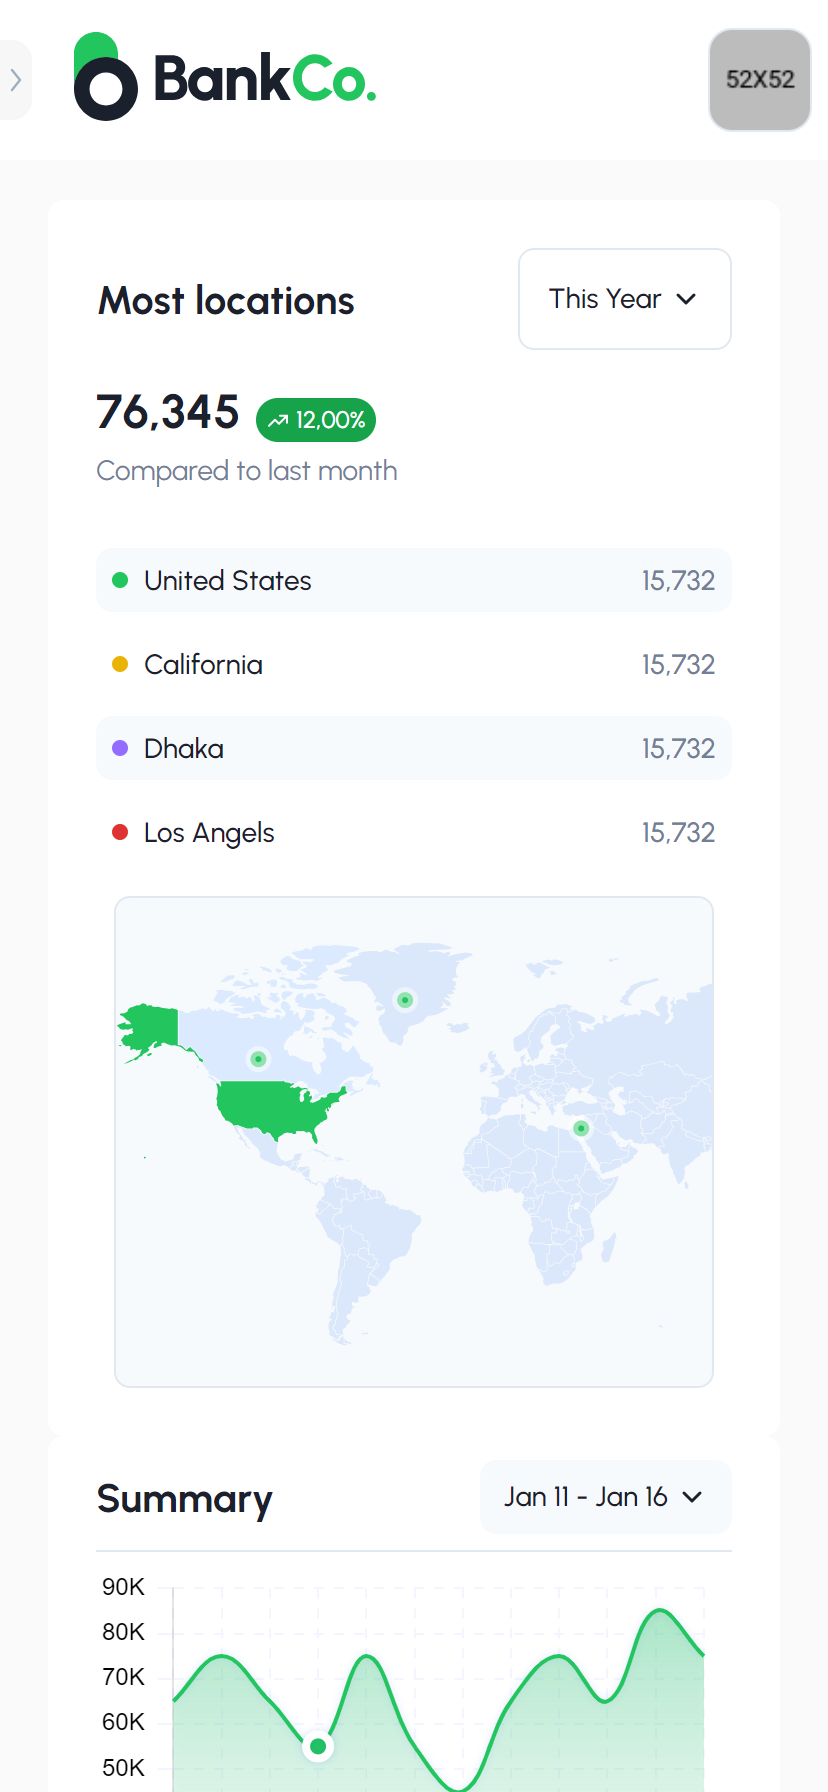 BankCo.
52X52
Most locations
This Year
76,345
12,00%
Compared to last month
United States 15,732
California 15,732
Dhaka 15,732
Los Angels 15,732
Summary
Jan 11 - Jan 16
90K
80K
70K
60K
50K